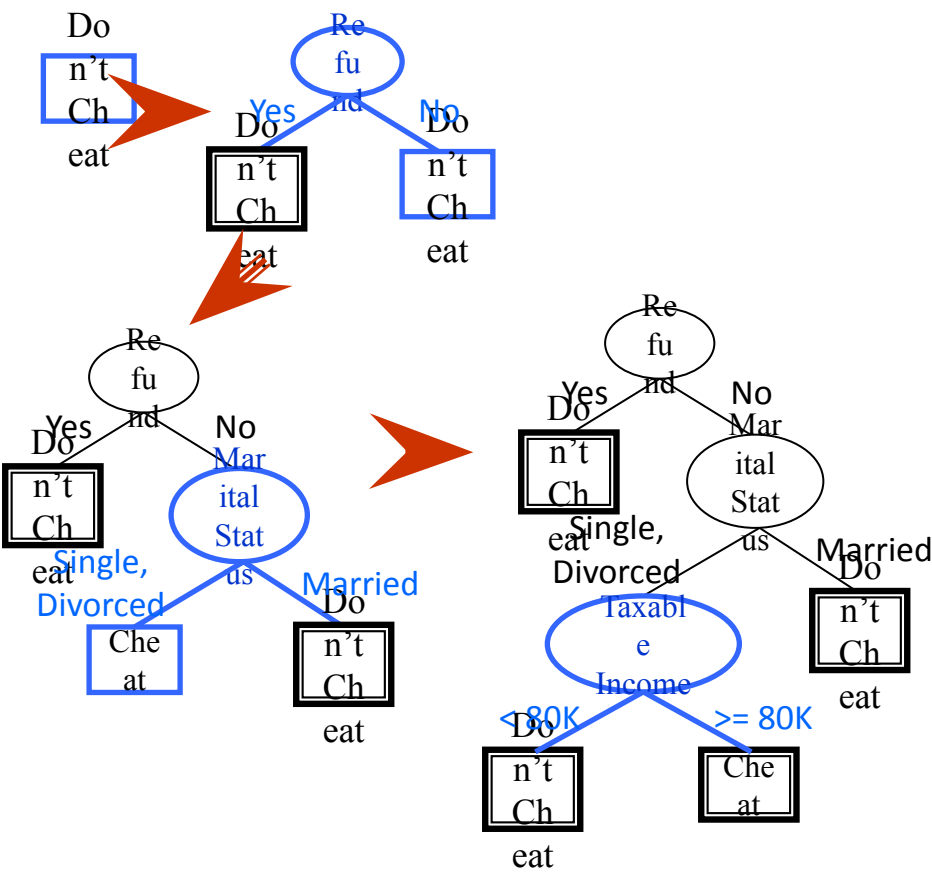 Do
n’t
Ch
eat
Re
fu
nd
Yes
No
Do
n’t
Ch
eat
Do
n’t
Ch
eat
Re
fu
nd
Yes
No
Do
n’t
Ch
eat
Mar
ital
Stat
us
Single,
Divorced
Married
Che
at
Do
n’t
Ch
eat
Re
fu
nd
Yes
No
Do
n’t
Ch
eat
Mar
ital
Stat
us
Single,
Divorced
Married
Taxabl
e
Income
Do
n’t
Ch
eat
< 80K
>= 80K
Do
n’t
Ch
eat
Che
at